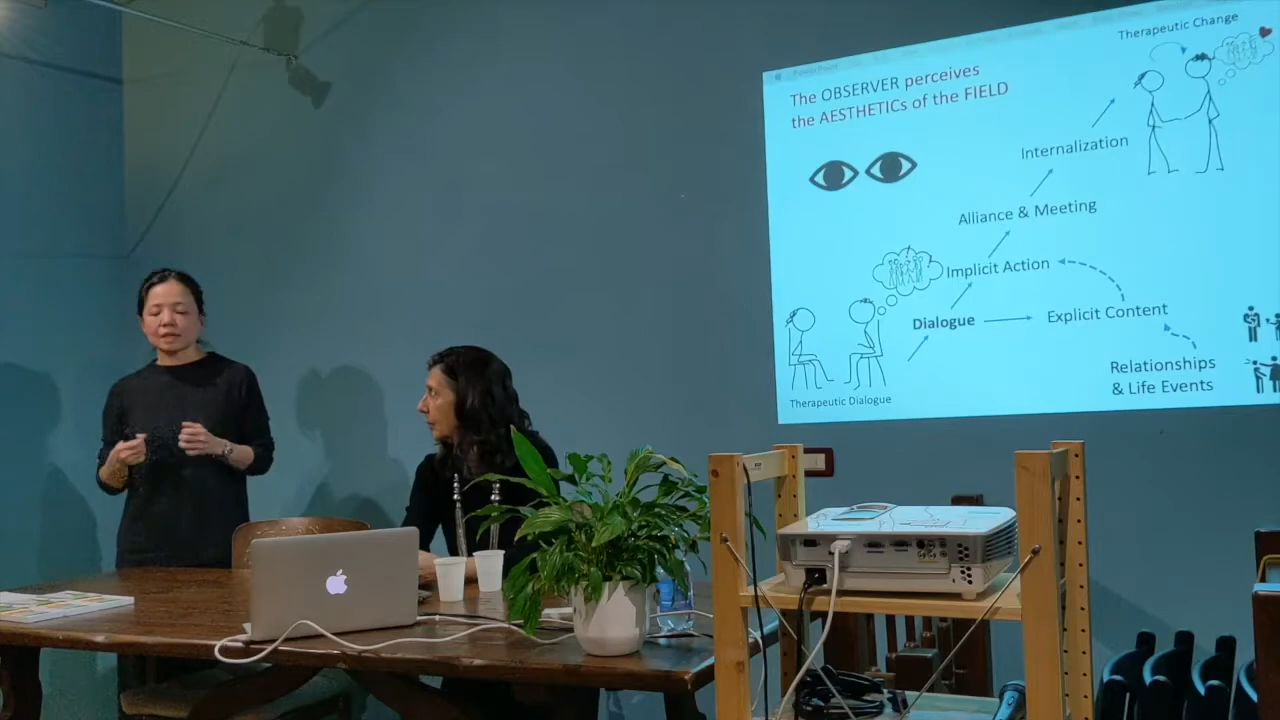 PowerPoint
The OBSERVER perceives
the AESTHETICs of the FIELD
Therapeutic Change
Internalization
Alliance & Meeting
Implicit Action
Dialogue
Explicit Content
Relationships
& Life Events
Therapeutic Dialogue